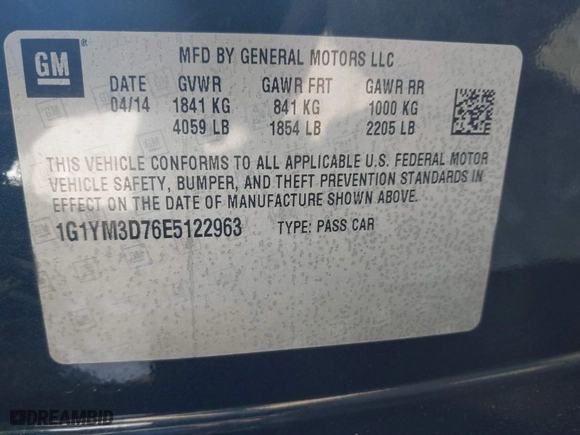 GM ®
MFD BY GENERAL MOTORS LLC
DATE GVWR GAWR FRT GAWR RR
04/14 1841 KG 841 KG 1000 KG
4059 LB 1854 LB 2205 LB
THIS VEHICLE CONFORMS TO ALL APPLICABLE U.S. FEDERAL MOTOR
VEHICLE SAFETY, BUMPER, AND THEFT PREVENTION STANDARDS IN
EFFECT ON THE DATE OF MANUFACTURE SHOWN ABOVE.
1G1YM3D76E5122963 TYPE: PASS CAR
DREAMBID